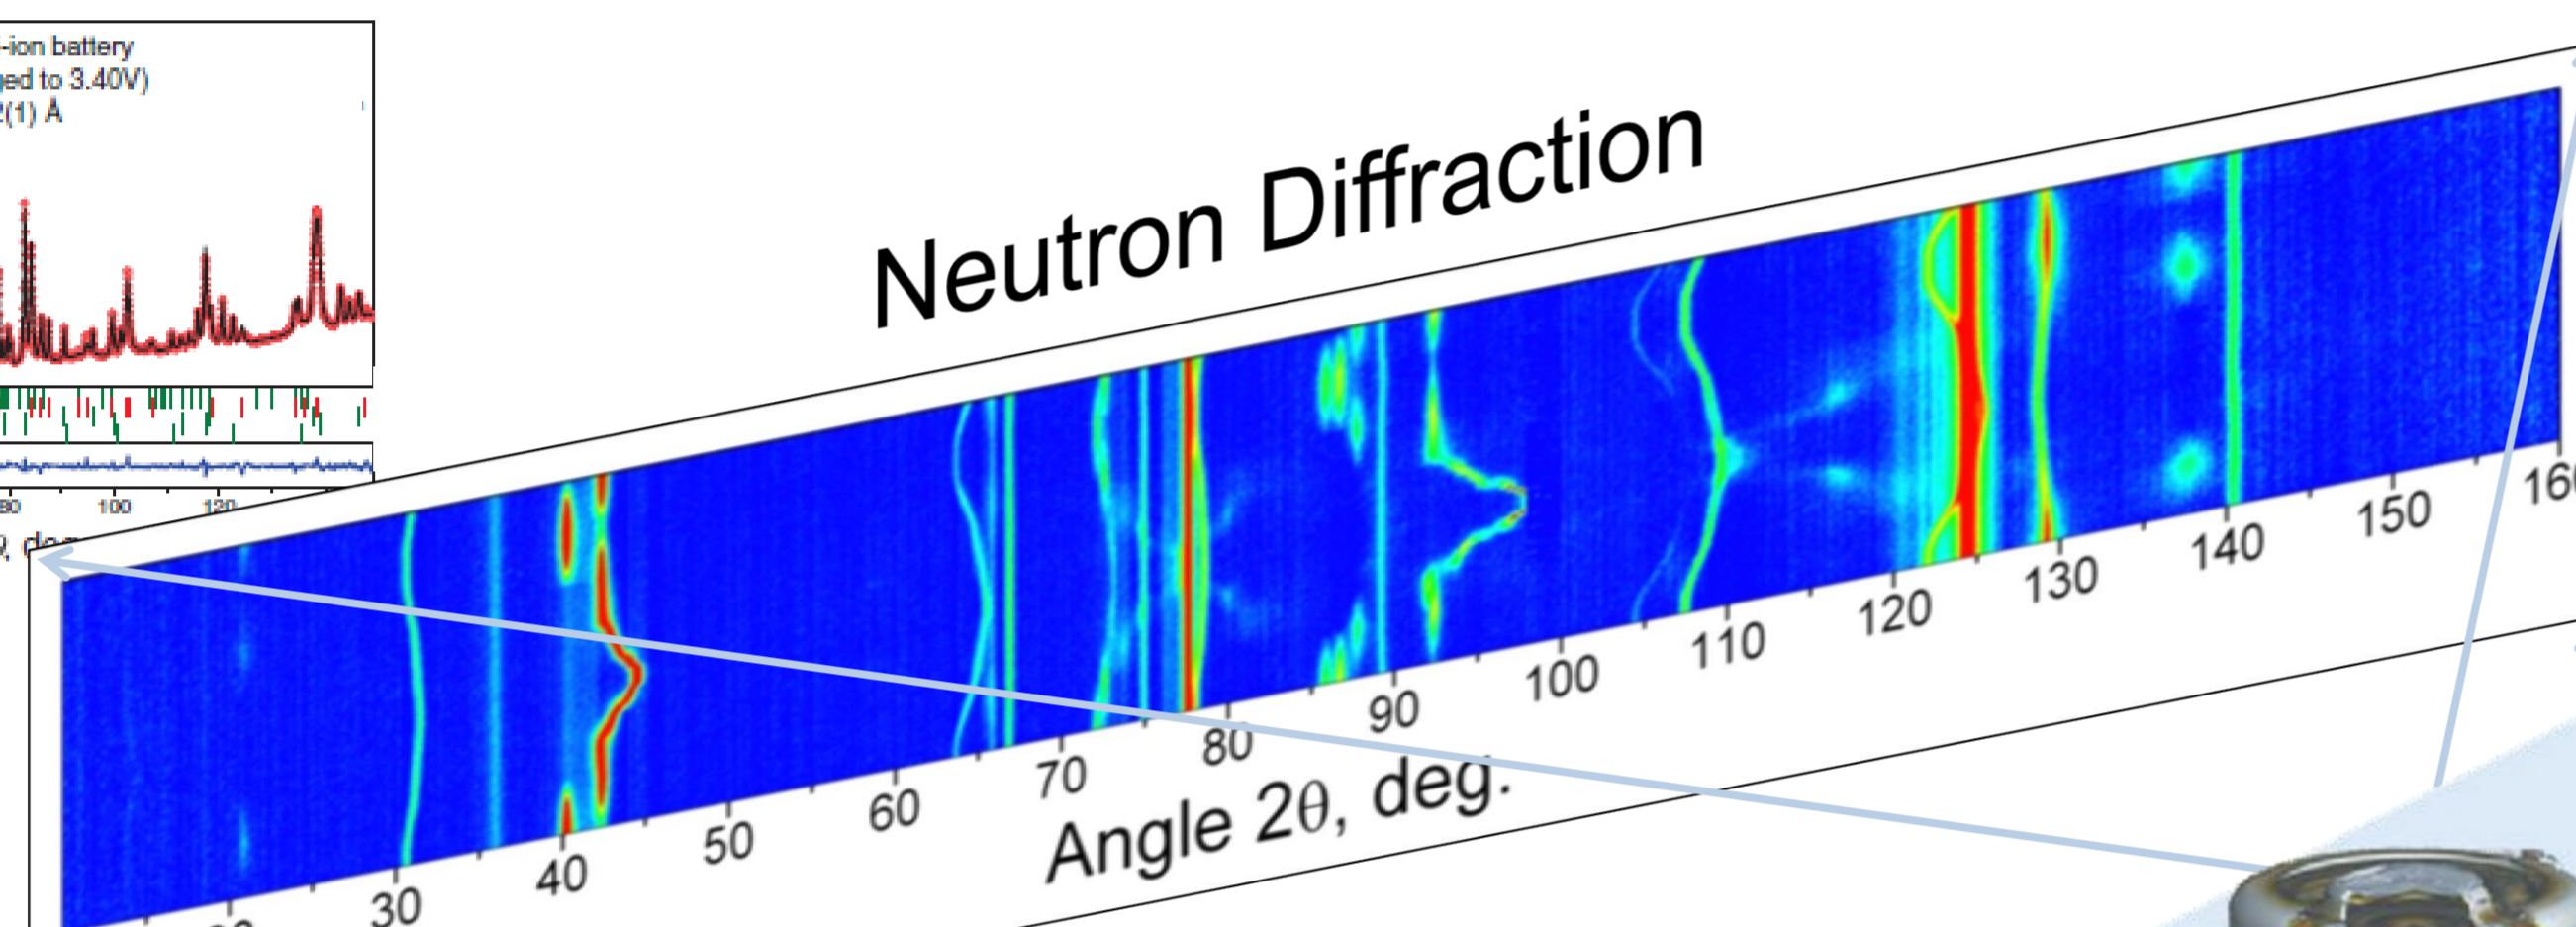 -ion battery
ged to 3.40V)
(1) Å
Neutron Diffraction
80 100 120
30 40 50 60 70 80 90 100 110 120 130 140 150
Angle 2θ, deg.